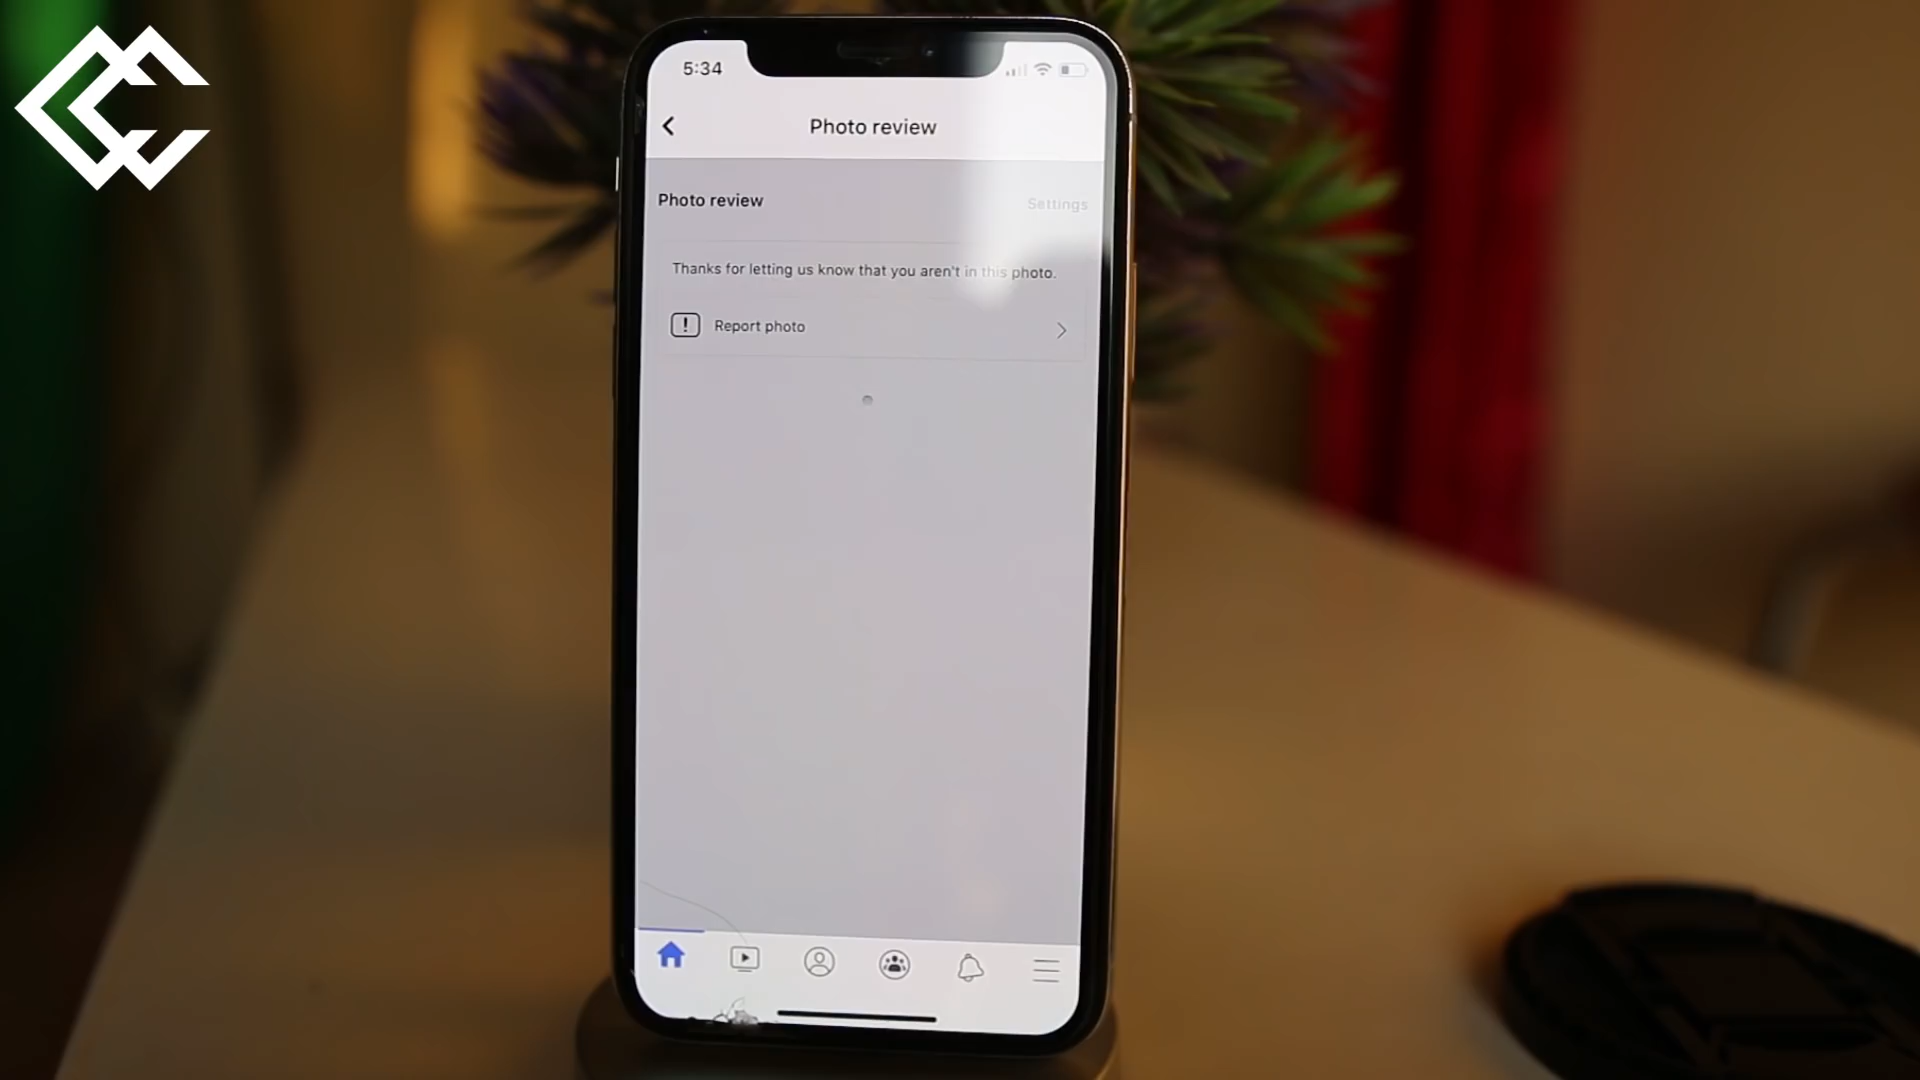 5:34
Photo review
Photo review
Settings
Thanks for letting us know that you aren't in this photo.
Report photo